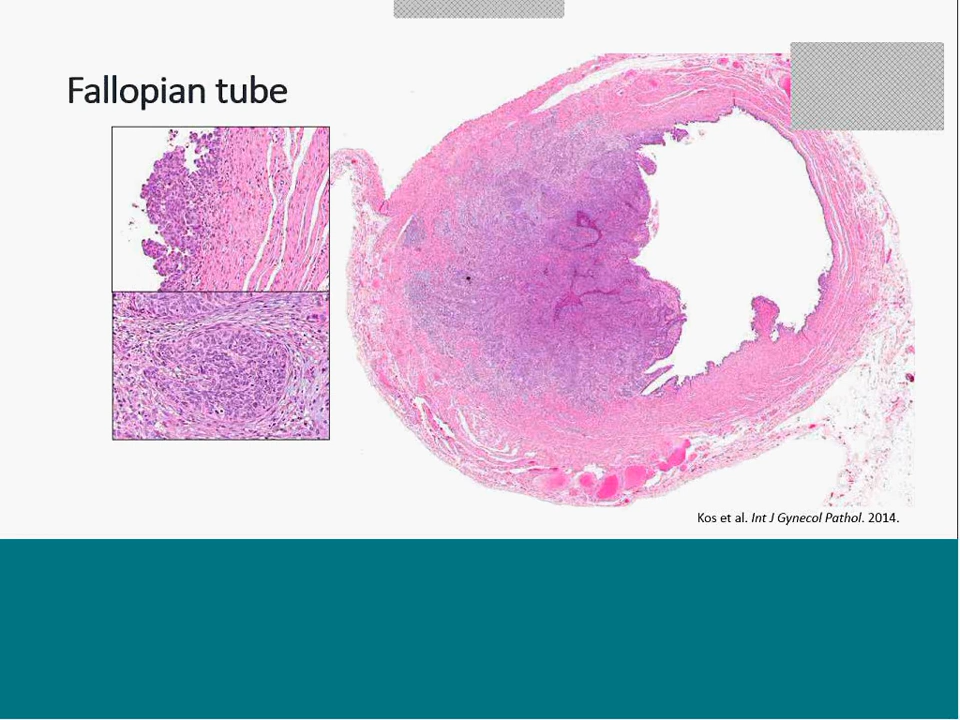 Fallopian tube
Kos et al. Int J Gynecol Pathol. 2014.